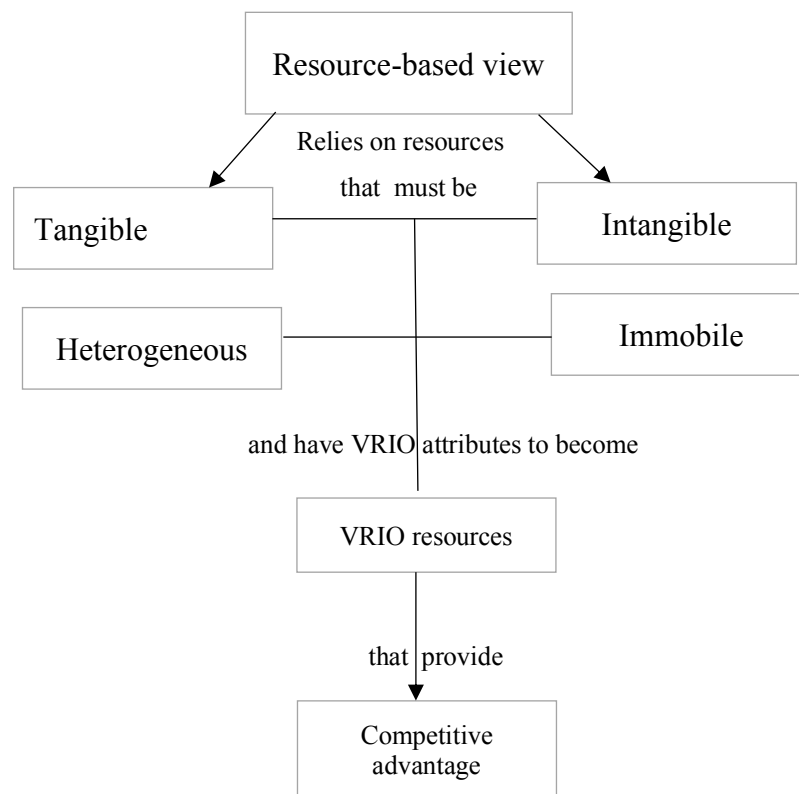 Resource-based view
Relies on resources
that must be
Tangible
Intangible
Heterogeneous
Immobile
and have VRIO attributes to become
VRIO resources
that provide
Competitive
advantage